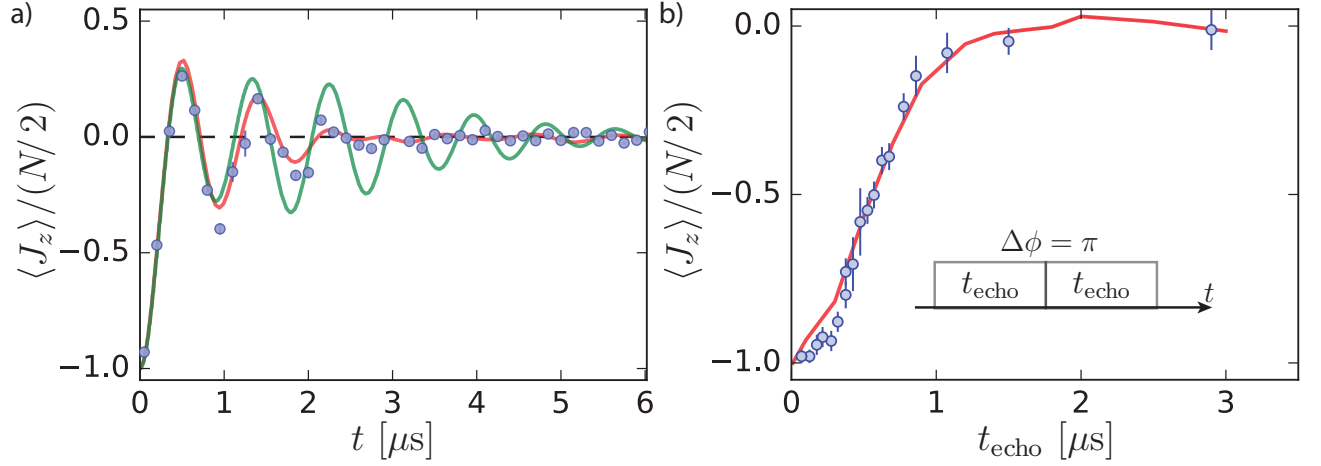 a)
⟨J_z⟩/(N/2)
0.5
0.0
−0.5
−1.0
0 1 2 3 4 5 6
t [μs]
b)
⟨J_z⟩/(N/2)
0.0
−0.5
−1.0
Δϕ = π
t_echo t_echo t
0 1 2 3
t_echo [μs]